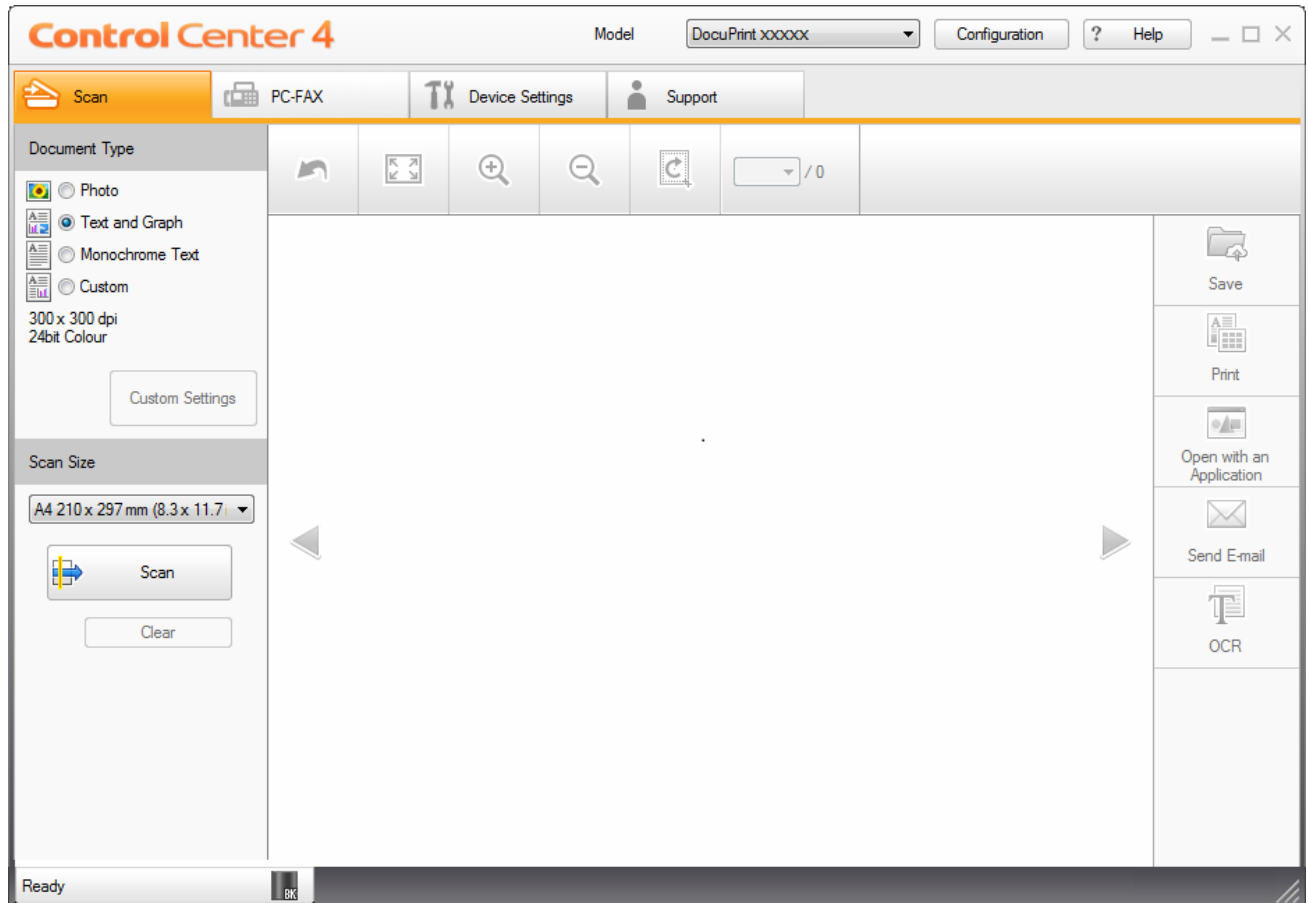 Control Center 4
Model
DocuPrint XXXXX
Configuration
? Help
Scan
PC-FAX
Device Settings
Support
Document Type
Photo
Text and Graph
Monochrome Text
Custom
300 x 300 dpi
24bit Colour
Custom Settings
Scan Size
A4 210 x 297 mm (8.3 x 11.7
Scan
Clear
/ 0
Save
Print
Open with an
Application
Send E-mail
OCR
Ready
BK